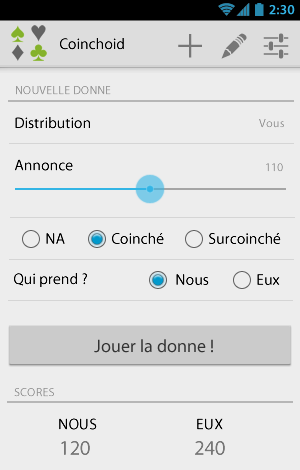 2:30
Coinchoid
NOUVELLE DONNE
Distribution Vous
Annonce 110
NA Coinché Surcoinché
Qui prend ? Nous Eux
Jouer la donne !
SCORES
NOUS EUX
120 240